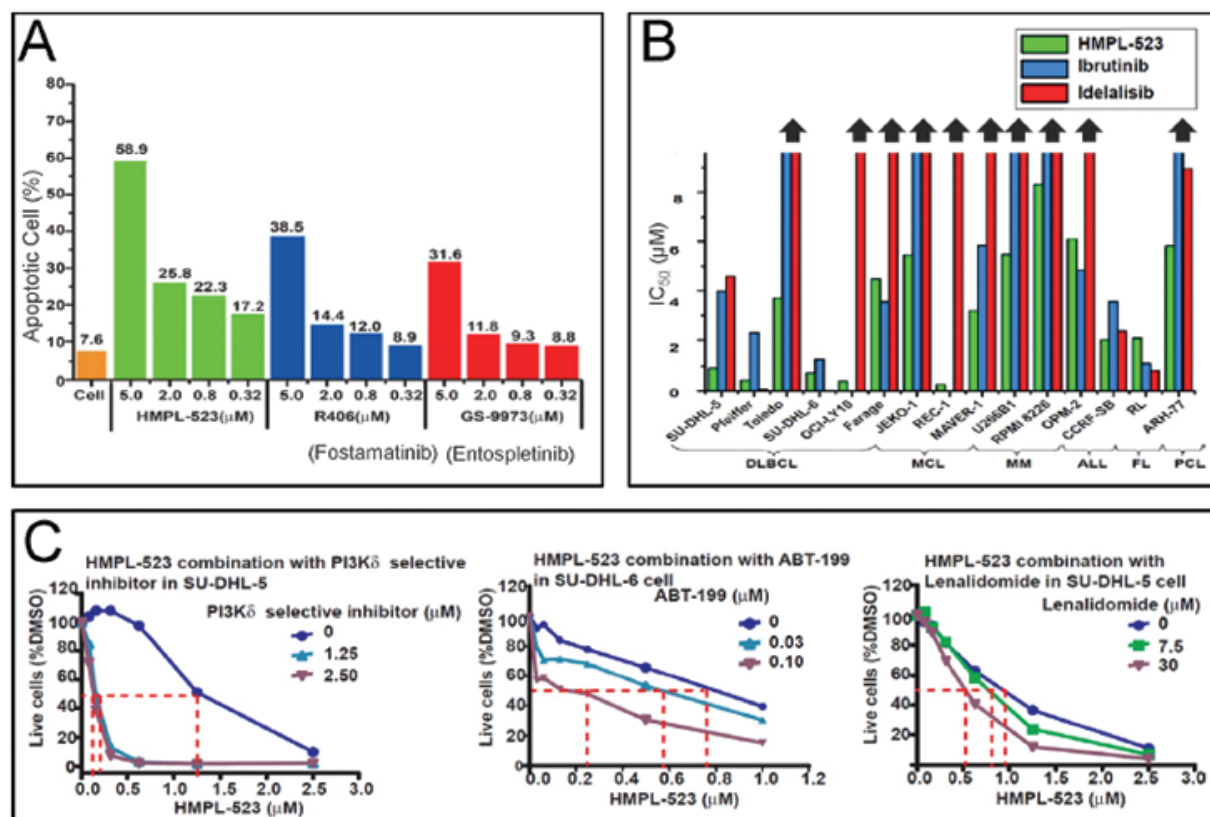 A
Apoptotic Cell (%)
80
70
60
50
40
30
20
10
0
7.6
58.9
25.8
22.3
17.2
38.5
14.4
12.0
8.9
31.6
11.8
9.3
8.8
Cell 5.0 2.0 0.8 0.32 5.0 2.0 0.8 0.32 5.0 2.0 0.8 0.32
HMPL-523(μM) R406(μM) GS-9973(μM)
(Fostamatinib) (Entospletinib)
B
HMPL-523
Ibrutinib
Idelalisib
IC50 (μM)
8
6
4
2
0
SU-DHL-5
Pfeiffer
Toledo
SU-DHL-6
OCI-LY10
Farage
JEKO-1
REC-1
MAVER-1
U266B1
RPMI 8226
OPM-2
CCRF-SB
RL
ARH-77
DLBCL MCL MM ALL FL PCL
C
HMPL-523 combination with PI3Kδ selective
inhibitor in SU-DHL-5
PI3Kδ selective inhibitor (μM)
0
1.25
2.50
Live cells (%DMSO)
120
100
80
60
40
20
0
0.0 0.5 1.0 1.5 2.0 2.5 3.0
HMPL-523 (μM)
HMPL-523 combination with ABT-199
in SU-DHL-6 cell
ABT-199 (μM)
0
0.03
0.10
Live cells (%DMSO)
120
100
80
60
40
20
0
0.0 0.2 0.4 0.6 0.8 1.0 1.2
HMPL-523 (μM)
HMPL-523 combination with
Lenalidomide in SU-DHL-5 cell
Lenalidomide (μM)
0
7.5
30
Live cells (%DMSO)
120
100
80
60
40
20
0
0.0 0.5 1.0 1.5 2.0 2.5 3.0
HMPL-523 (μM)